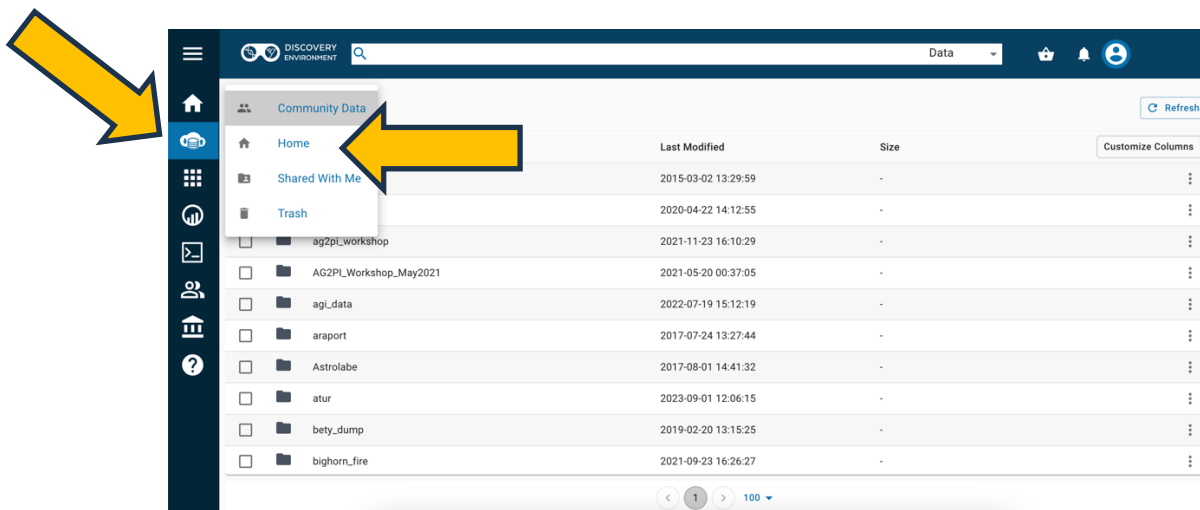 DISCOVERY
ENVIRONMENT
Data
Community Data
Refresh
Home
Last Modified Size Customize Columns
Shared With Me 2015-03-02 13:29:59 -
Trash 2020-04-22 14:12:55 -
ag2pi_workshop 2021-11-23 16:10:29 -
AG2PI_Workshop_May2021 2021-05-20 00:37:05 -
agi_data 2022-07-19 15:12:19 -
araport 2017-07-24 13:27:44 -
Astrolabe 2017-08-01 14:41:32 -
atur 2023-09-01 12:06:15 -
bety_dump 2019-02-20 13:15:25 -
bighorn_fire 2021-09-23 16:26:27 -
< 1 > 100